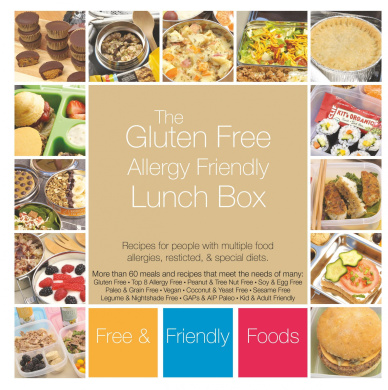 The
Gluten Free
Allergy Friendly
Lunch Box
Recipes for people with multiple food
allergies, resticted, & special diets.
More than 60 meals and recipes that meet the needs of many:
Gluten Free • Top 8 Allergy Free • Peanut & Tree Nut Free • Soy & Egg Free
Paleo & Grain Free • Vegan • Coconut & Yeast Free • Sesame Free
Legume & Nightshade Free • GAPs & AIP Paleo • Kid & Adult Friendly
Free & Friendly Foods
KIT'S ORGANIC